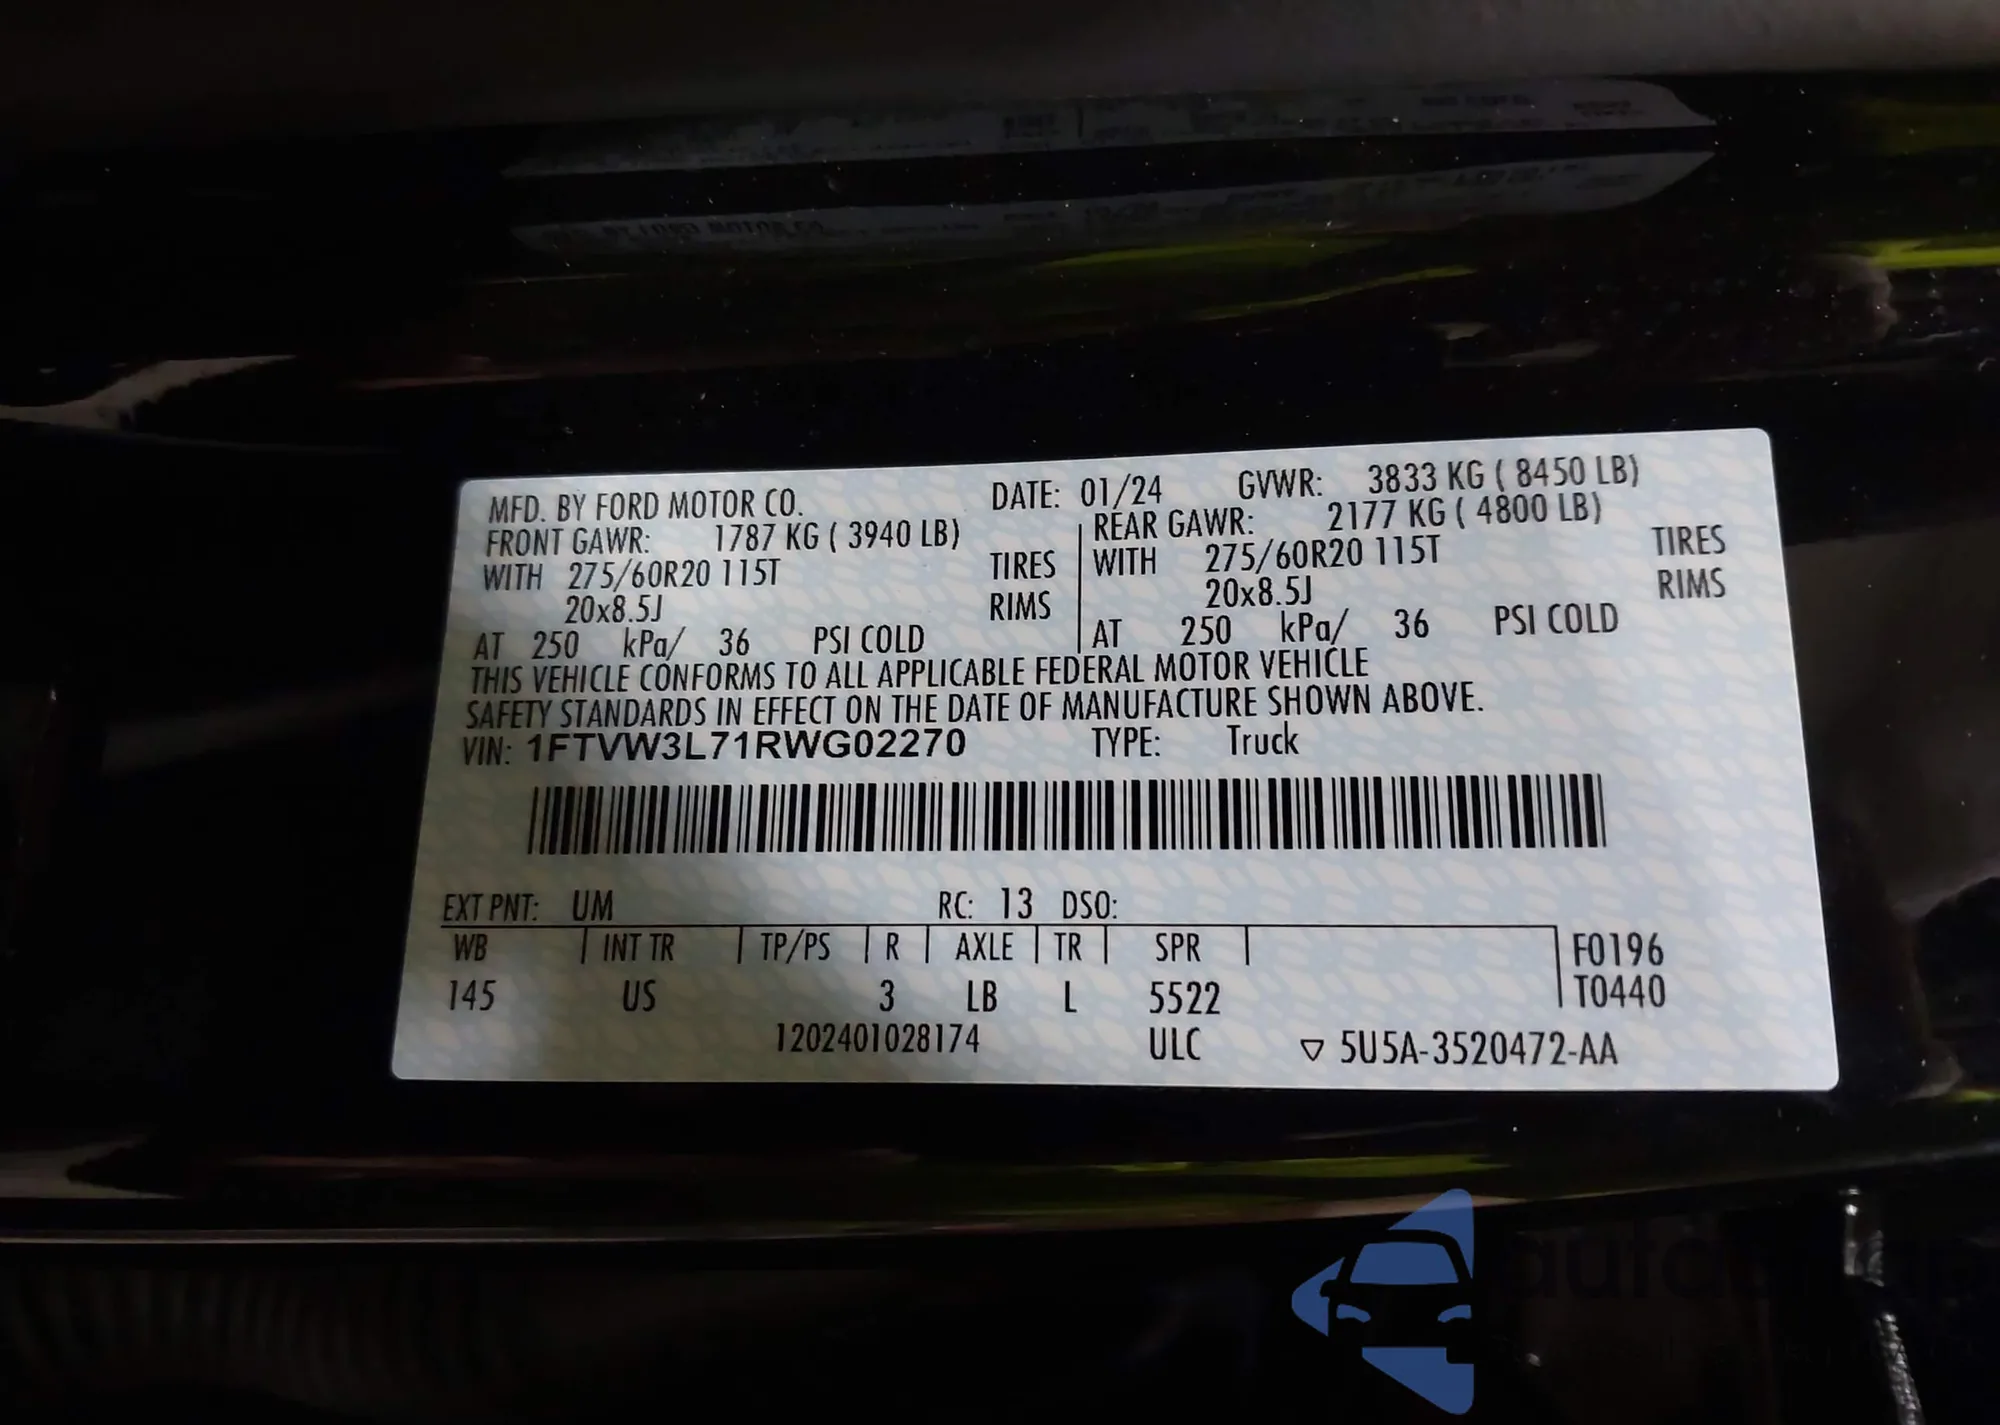 MFD. BY FORD MOTOR CO. DATE: 01/24 GVWR: 3833 KG ( 8450 LB)
FRONT GAWR: 1787 KG ( 3940 LB) REAR GAWR: 2177 KG ( 4800 LB)
WITH 275/60R20 115T TIRES WITH 275/60R20 115T TIRES
20x8.5J RIMS 20x8.5J RIMS
AT 250 kPa/ 36 PSI COLD AT 250 kPa/ 36 PSI COLD
THIS VEHICLE CONFORMS TO ALL APPLICABLE FEDERAL MOTOR VEHICLE
SAFETY STANDARDS IN EFFECT ON THE DATE OF MANUFACTURE SHOWN ABOVE.
VIN: 1FTVW3L71RWG02270 TYPE: Truck
EXT PNT: UM RC: 13 DSO:
WB INT TR TP/PS R AXLE TR SPR F0196
145 US 3 LB L 5522 T0440
1202401028174 ULC ▽ 5U5A-3520472-AA